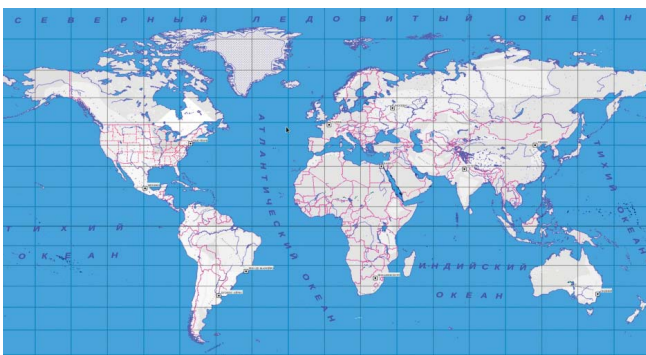 СЕВЕРНЫЙ ЛЕДОВИТЫЙ ОКЕАН
АТЛАНТИЧЕСКИЙ ОКЕАН
ТИХИЙ ОКЕАН
ТИХИЙ
ОКЕАН
ИНДИЙСКИЙ
ОКЕАН